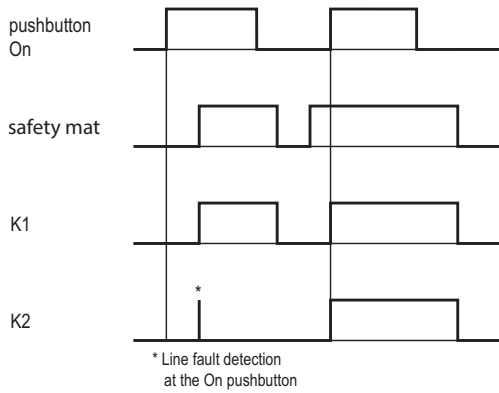 pushbutton
On
safety mat
K1
*
K2
* Line fault detection
at the On pushbutton